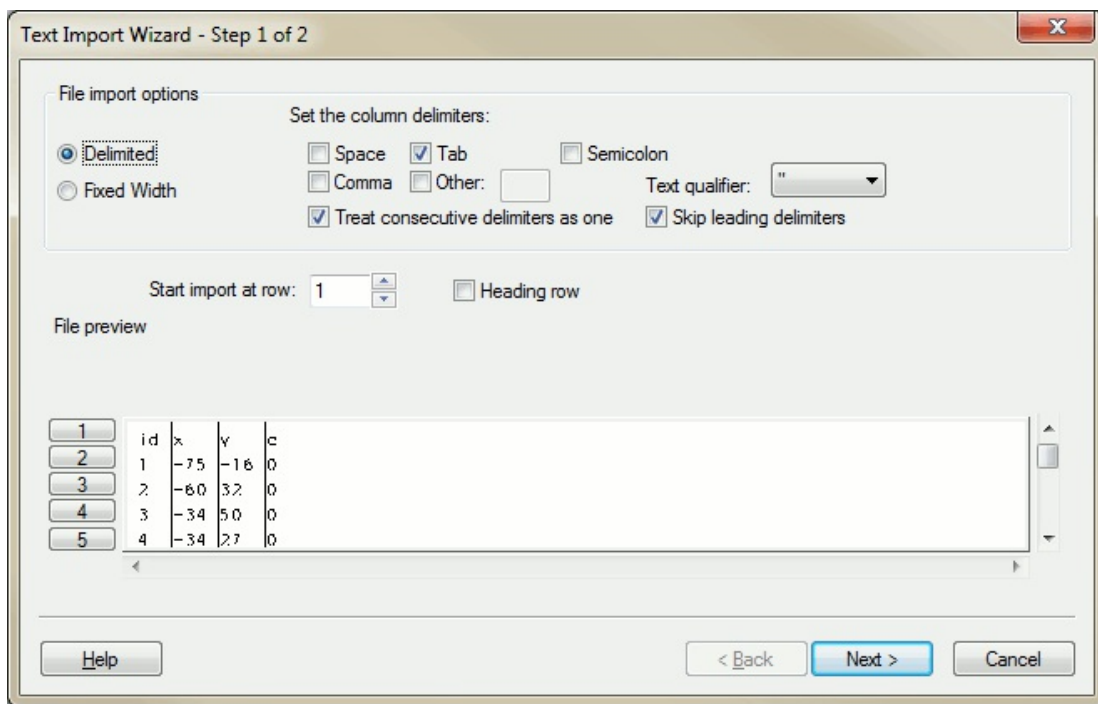 Text Import Wizard - Step 1 of 2
File import options
Set the column delimiters:
Delimited
Space Tab Semicolon
Fixed Width
Comma Other: Text qualifier: "
Treat consecutive delimiters as one Skip leading delimiters
Start import at row: 1 Heading row
File preview
1 id x y c
2 1 -75 -16 0
3 2 -60 32 0
4 3 -34 50 0
5 4 -34 27 0
Help < Back Next > Cancel